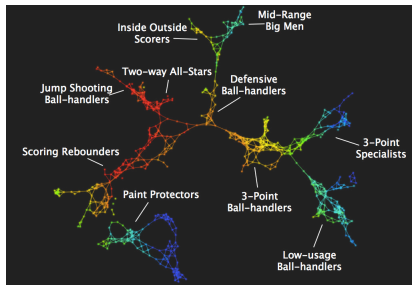 Mid-Range
Big Men
Inside Outside
Scorers
Two-way All-Stars
Defensive
Ball-handlers
Jump Shooting
Ball-handlers
3-Point
Specialists
Scoring Rebounders
Paint Protectors
3-Point
Ball-handlers
Low-usage
Ball-handlers